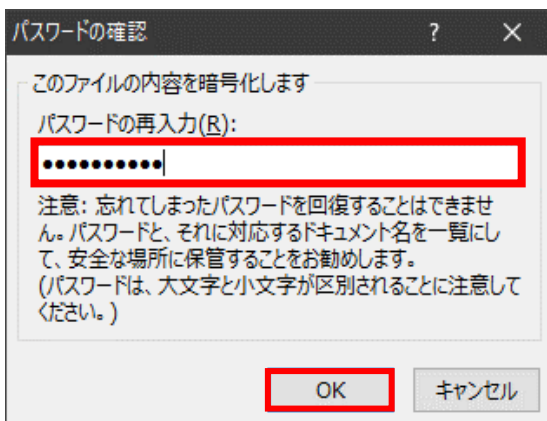 パスワードの確認
? ×
このファイルの内容を暗号化します
パスワードの再入力(R):
●●●●●●●●●●
注意: 忘れてしまったパスワードを回復することはできませ
ん。パスワードと、それに対応するドキュメント名を一覧にし
て、安全な場所に保管することをお勧めします。
(パスワードは、大文字と小文字が区別されることに注意して
ください。)
OK キャンセル